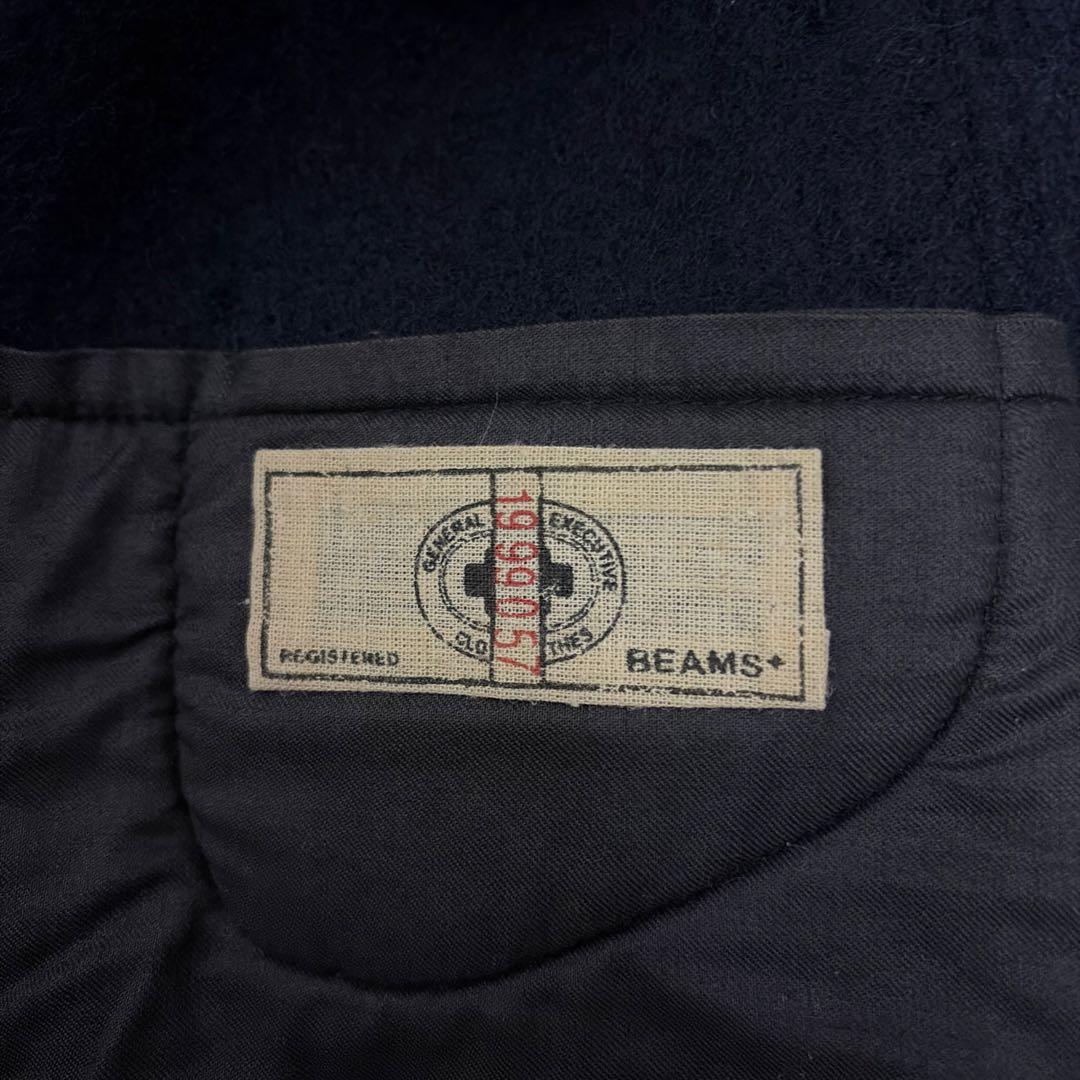 GENERAL EXECUTIVE
CLOTHES
1999057
REGISTERED
BEAMS+